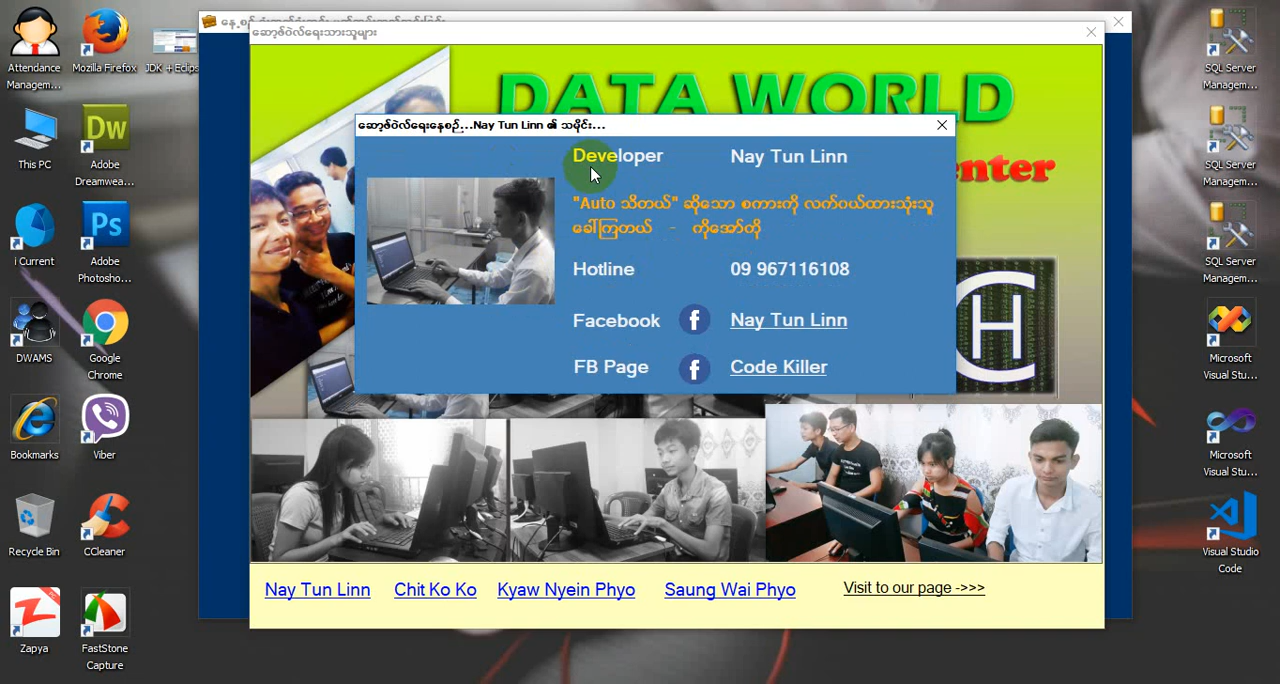 Attendance
Managem...
Mozilla Firefox
JDK + Eclips
This PC
Adobe
Dreamwea...
i Current
Adobe
Photosho...
DWAMS
Google
Chrome
Bookmarks
Viber
Recycle Bin
CCleaner
Zapya
FastStone
Capture
ဆော့ဖ်ဝဲလ်ရေးသားသူများ
DATA WORLD
nter
ဆော့ဖ်ဝဲလ်ရေးနေစဉ်...Nay Tun Linn ၏ သမိုင်း...
Developer Nay Tun Linn
"Auto သိတယ်" ဆိုသော စကားကို လက်ဝယ်ထားသုံးသူ
ခေါ်ကြတယ် - ကိုအော်တို
Hotline 09 967116108
Facebook f Nay Tun Linn
FB Page f Code Killer
CH
Nay Tun Linn Chit Ko Ko Kyaw Nyein Phyo Saung Wai Phyo Visit to our page ->>>
SQL Server
Managem...
SQL Server
Managem...
SQL Server
Managem...
Microsoft
Visual Stu...
Microsoft
Visual Stu...
Visual Studio
Code